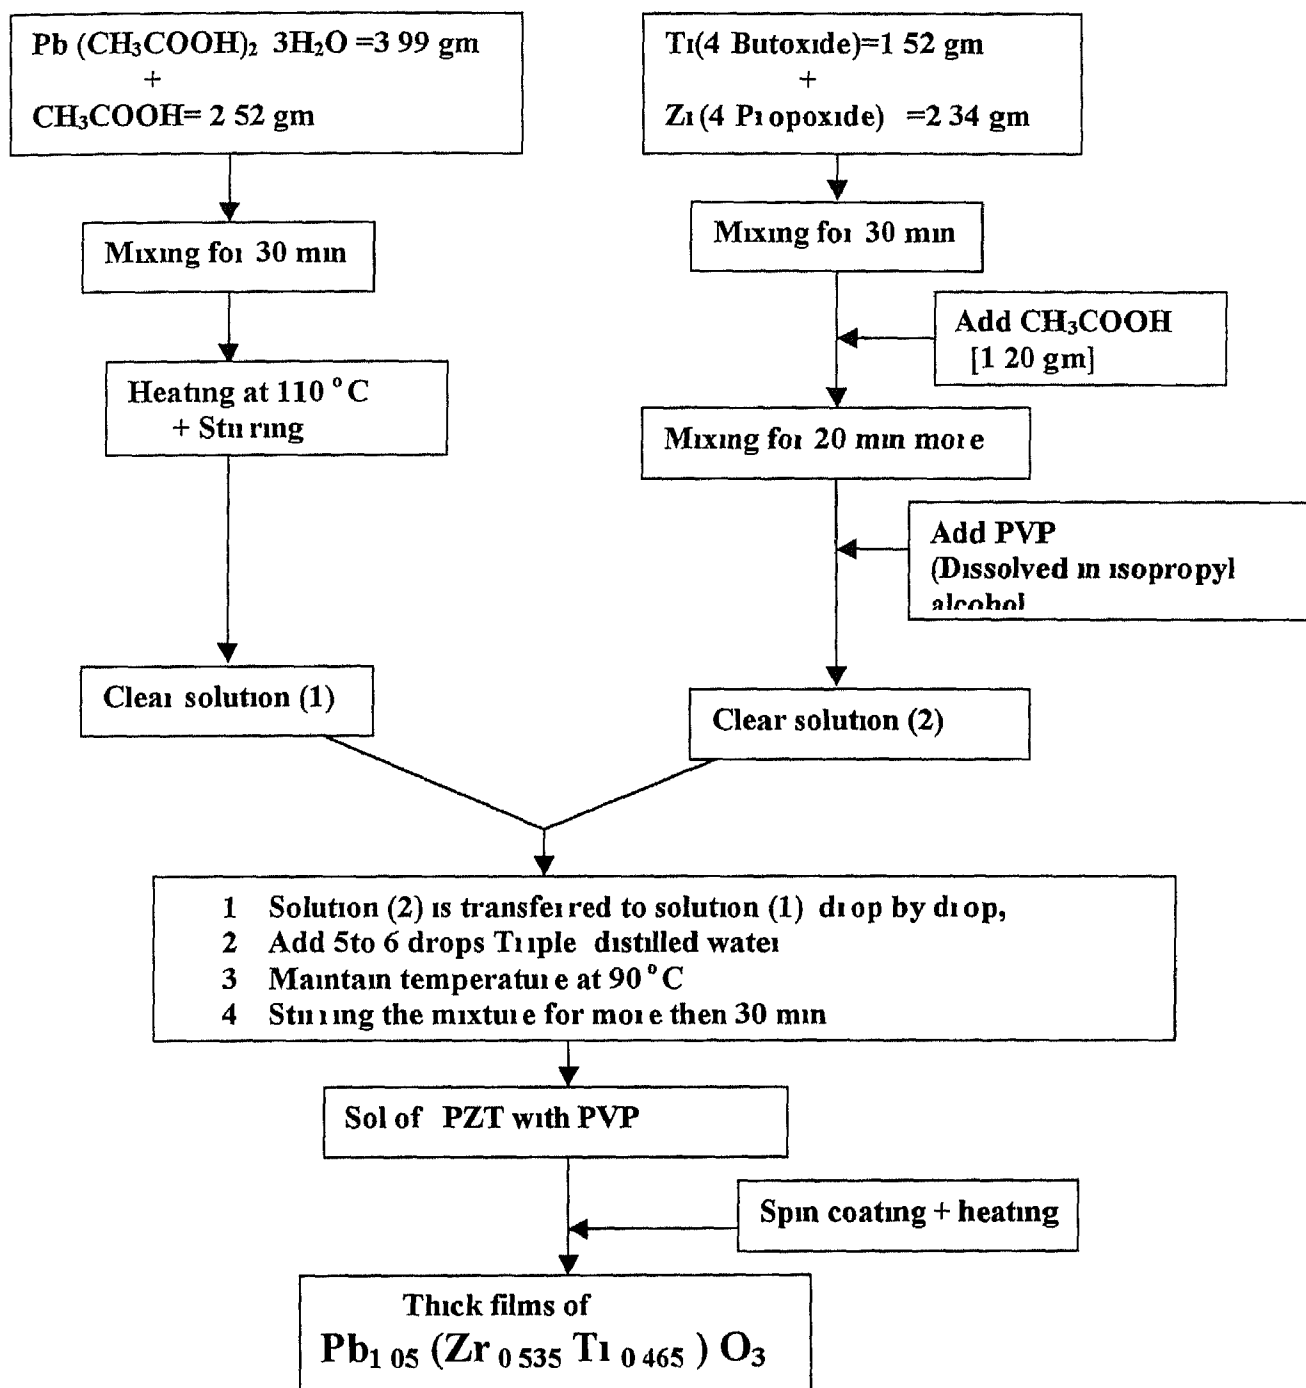 Pb (CH₃COOH)₂ 3H₂O =3 99 gm
+
CH₃COOH= 2 52 gm
Mixing for 30 min
Heating at 110 °C
+ Stirring
Clear solution (1)
Ti(4 Butoxide)=1 52 gm
+
Zr(4 Propoxide) =2 34 gm
Mixing for 30 min
Add CH₃COOH
[1 20 gm]
Mixing for 20 min more
Add PVP
(Dissolved in isopropyl
alcohol
Clear solution (2)
1 Solution (2) is transferred to solution (1) drop by drop,
2 Add 5to 6 drops Triple distilled water
3 Maintain temperature at 90°C
4 Stirring the mixture for more then 30 min
Sol of PZT with PVP
Spin coating + heating
Thick films of
Pb₁ ₀₅ (Zr ₀ ₅₃₅ Ti ₀ ₄₆₅ ) O₃